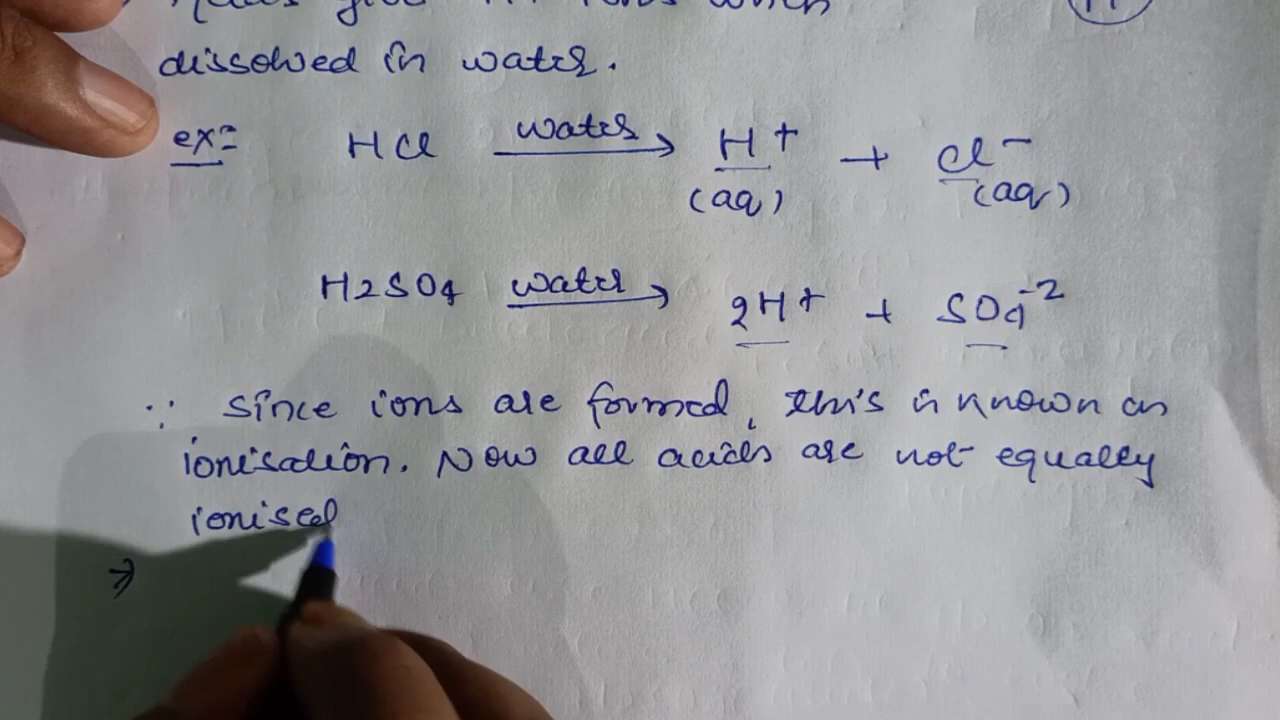 dissolved in water.
ex:- HCl water → H+ + Cl-
(aq) (aq)
H2SO4 water → 2H+ + SO4-2
∵ since ions are formed, this is known as
ionisation. Now all acids are not equally
ionised
→